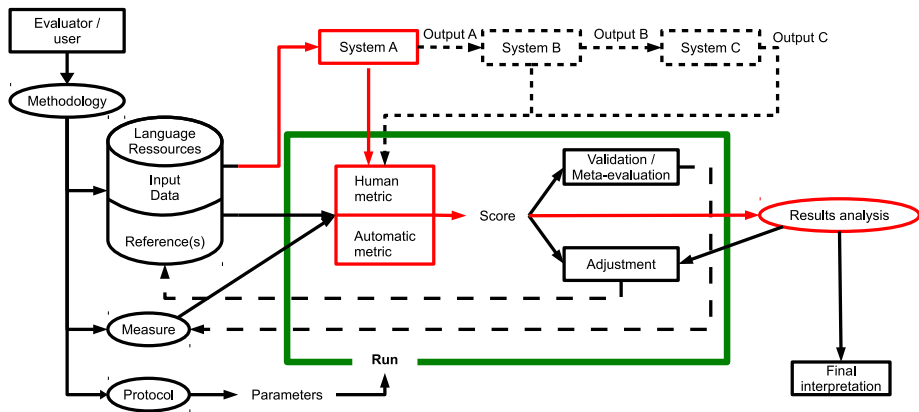 Evaluator /
user
System A
Output A
System B
Output B
System C
Output C
Methodology
Language
Ressources
Input
Data
Reference(s)
Human
metric
Automatic
metric
Score
Validation /
Meta-evaluation
Results analysis
Adjustment
Measure
Run
Protocol
Parameters
Final
interpretation